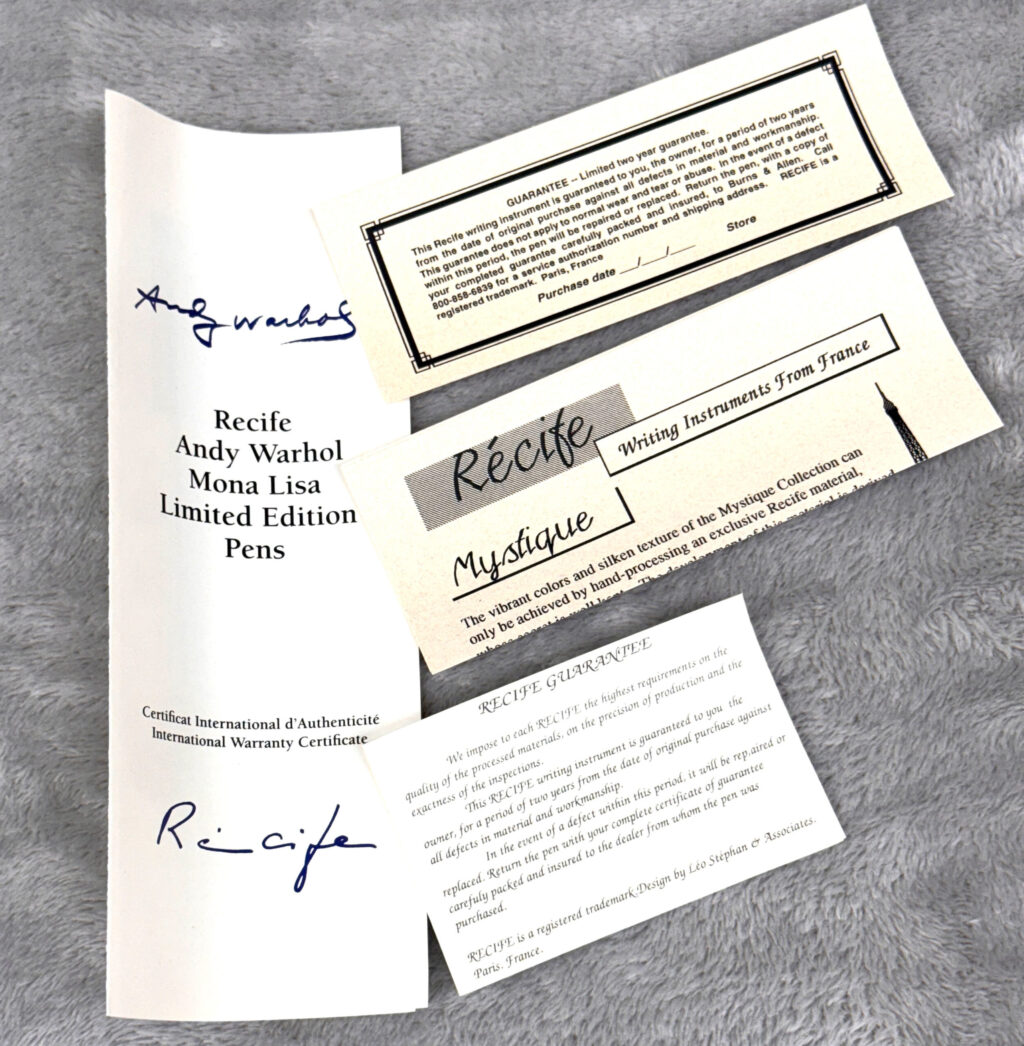 Andy Warhol
Recife
Andy Warhol
Mona Lisa
Limited Edition
Pens
Certificat International d'Authenticité
International Warranty Certificate
Récife
GUARANTEE -- Limited two year guarantee.
This Recife writing instrument is guaranteed to you, the owner, for a period of two years
from the date of original purchase against all defects in material and workmanship.
This guarantee does not apply to normal wear and tear or abuse. In the event of a defect
within this period, the pen will be repaired or replaced. Return the pen, with a copy of
your completed guarantee carefully packed and insured, to Burns & Allen. Call
800-858-6839 for a service authorization number and shipping address. RECIFE is a
registered trademark. Paris, France
Purchase date __/__/__ Store
Récife
Writing Instruments From France
Mystique
The vibrant colors and silken texture of the Mystique Collection can
only be achieved by hand-processing an exclusive Recife material,
RECIFE GUARANTEE
We impose to each RECIFE the highest requirements on the
quality of the processed materials, on the precision of production and the
exactness of the inspections.
This RECIFE writing instrument is guaranteed to you the
owner, for a period of two years from the date of original purchase against
all defects in material and workmanship.
In the event of a defect within this period, it will be rep,aired or
replaced. Return the pen with your complete certificate of guarantee
carefuly packed and insured to the dealer from whom the pen was
purchased.
RECIFE is a registered trademark.Design by Léo Stéphan & Associates.
Paris. France.